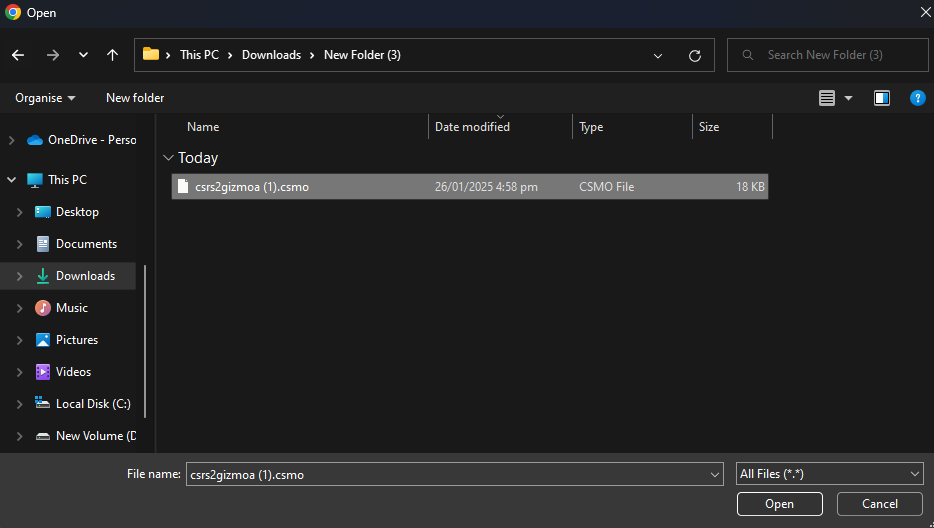 Open
This PC > Downloads > New Folder (3)
Search New Folder (3)
Organise
New folder
Name
Date modified
Type
Size
OneDrive - Perso
This PC
Desktop
Documents
Downloads
Music
Pictures
Videos
Local Disk (C:)
New Volume (D
Today
csrs2gizmoa (1).csmo 26/01/2025 4:58 pm CSMO File 18 KB
File name: csrs2gizmoa (1).csmo
All Files (*.*)
Open
Cancel